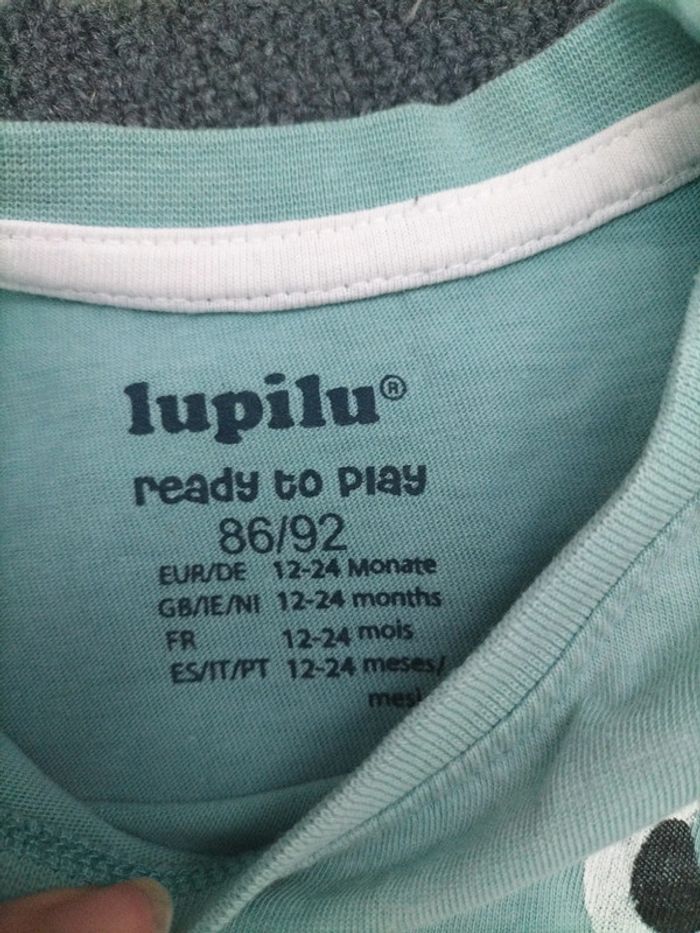 lupilu®
ready to play
86/92
EUR/DE 12-24 Monate
GB/IE/NI 12-24 months
FR 12-24 mois
ES/IT/PT 12-24 meses/